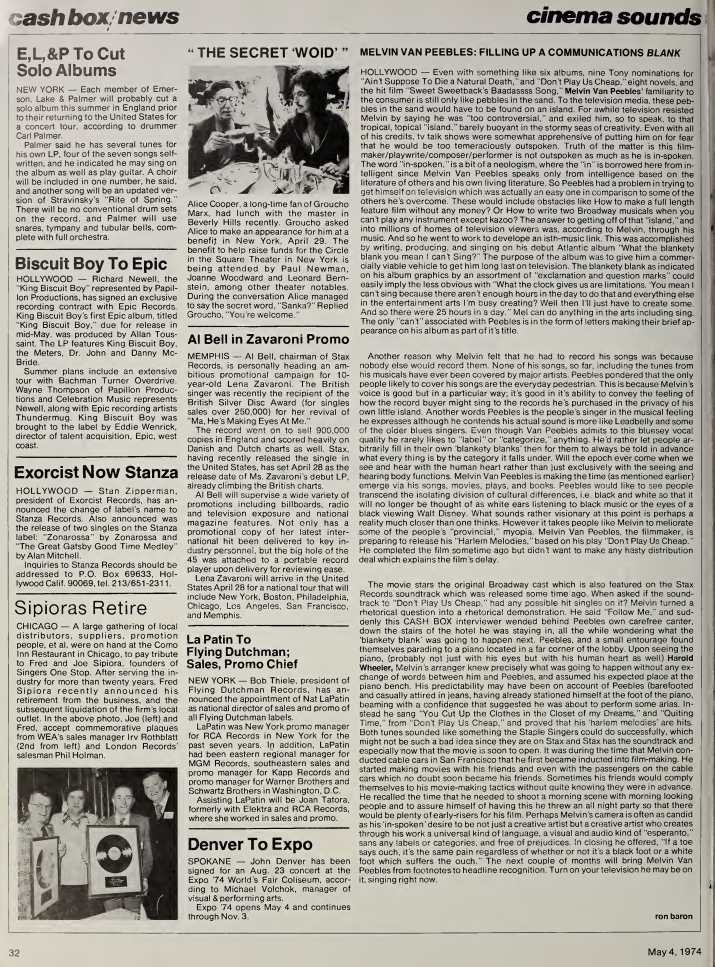 cash box / news
cinema sounds
E,L,&P To Cut
Solo Albums
NEW YORK — Each member of Emer-
son, Lake & Palmer will probably cut a
solo album this summer in England prior
to their returning to the United States for
a concert tour, according to drummer
Carl Palmer.
Palmer said he has several tunes for
his own LP, four of the seven songs self-
written, and he indicated he may sing on
the album as well as play guitar. A choir
will be included in one number, he said,
and another song will be an updated ver-
sion of Stravinsky's "Rite of Spring."
There will be no conventional drum sets
on the record, and Palmer will use
snares, tympany and tubular bells, com-
plete with full orchestra.
Biscuit Boy To Epic
HOLLYWOOD — Richard Newell, the
"King Biscuit Boy" represented by Papil-
lon Productions, has signed an exclusive
recording contract with Epic Records.
King Biscuit Boy's first Epic album, titled
"King Biscuit Boy," due for release in
mid-May, was produced by Allan Tous-
saint. The LP features King Biscuit Boy,
the Meters, Dr. John and Danny Mc-
Bride.
Summer plans include an extensive
tour with Bachman Turner Overdrive.
Wayne Thompson of Papillon Produc-
tions and Celebration Music represents
Newell, along with Epic recording artists
Thundermug. King Biscuit Boy was
brought to the label by Eddie Wenrick,
director of talent acquisition, Epic, west
coast.
Exorcist Now Stanza
HOLLYWOOD — Stan Zipperman,
president of Exorcist Records, has an-
nounced the change of label's name to
Stanza Records. Also announced was
the release of two singles on the Stanza
label: "Zonarossa" by Zonarossa and
"The Great Gatsby Good Time Medley"
by Alan Mitchell.
Inquiries to Stanza Records should be
addressed to P.O. Box 69633, Hol-
lywood Calif. 90069, tel. 213/651-2311.
Sipioras Retire
CHICAGO — A large gathering of local
distributors, suppliers, promotion
people, et al, were on hand at the Como
Inn Restaurant in Chicago, to pay tribute
to Fred and Joe Sipiora, founders of
Singers One Stop. After serving the in-
dustry for more than twenty years, Fred
Sipiora recently announced his
retirement from the business, and the
subsequent liquidation of the firm's local
outlet. In the above photo, Joe (left) and
Fred, accept commemorative plaques
from WEA's sales manager Irv Rothblatt
(2nd from left) and London Records'
salesman Phil Holman.
" THE SECRET 'WOID' "
Alice Cooper, a long-time fan of Groucho
Marx, had lunch with the master in
Beverly Hills recently. Groucho asked
Alice to make an appearance for him at a
benefit in New York, April 29. The
benefit to help raise funds for the Circle
in the Square Theater in New York is
being attended by Paul Newman,
Joanne Woodward and Leonard Bern-
stein, among other theater notables.
During the conversation Alice managed
to say the secret word, "Sanka?" Replied
Groucho, "You're welcome."
Al Bell in Zavaroni Promo
MEMPHIS — Al Bell, chairman of Stax
Records, is personally heading an am-
bitious promotional campaign for 10-
year-old Lena Zavaroni. The British
singer was recently the recipient of the
British Silver Disc Award (for singles
sales over 250,000) for her revival of
"Ma, He's Making Eyes At Me."
The record went on to sell 900,000
copies in England and scored heavily on
Danish and Dutch charts as well. Stax,
having recently released the single in
the United States, has set April 28 as the
release date of Ms. Zavaroni's debut LP,
already climbing the British charts.
Al Bell will supervise a wide variety of
promotions including billboards, radio
and television exposure and national
magazine features. Not only has a
promotional copy of her latest inter-
national hit been delivered to key in-
dustry personnel, but the big hole of the
45 was attached to a portable record
player upon delivery for reviewing ease.
Lena Zavaroni will arrive in the United
States April 28 for a national tour that will
include New York, Boston, Philadelphia,
Chicago, Los Angeles, San Francisco,
and Memphis.
La Patin To
Flying Dutchman;
Sales, Promo Chief
NEW YORK — Bob Thiele, president of
Flying Dutchman Records, has an-
nounced the appointment of Nat LaPatin
as national director of sales and promo of
all Flying Dutchman labels.
LaPatin was New York promo manager
for RCA Records in New York for the
past seven years. In addition, LaPatin
had been eastern regional manager for
MGM Records, southeastern sales and
promo manager for Kapp Records and
promo manager for Warner Brothers and
Schwartz Brothers in Washington, D.C.
Assisting LaPatin will be Joan Tatora,
formerly with Elektra and RCA Records,
where she worked in sales and promo.
Denver To Expo
SPOKANE — John Denver has been
signed for an Aug. 23 concert at the
Expo '74 World's Fair Coliseum, accor-
ding to Michael Volchok, manager of
visual & performing arts.
Expo '74 opens May 4 and continues
through Nov. 3.
MELVIN VAN PEEBLES: FILLING UP A COMMUNICATIONS BLANK
HOLLYWOOD — Even with something like six albums, nine Tony nominations for
"Ain't Suppose To Die a Natural Death," and "Don't Play Us Cheap," eight novels, and
the hit film "Sweet Sweetback's Baadassss Song," Melvin Van Peebles' familiarity to
the consumer is still only like pebbles in the sand. To the television media, these peb-
bles in the sand would have to be found on an island. For awhile television resisted
Melvin by saying he was "too controversial," and exiled him, so to speak, to that
tropical, topical "island," barely buoyant in the stormy seas of creativity. Even with all
of his credits, tv talk shows were somewhat apprehensive of putting him on for fear
that he would be too temeraciously outspoken. Truth of the matter is this film-
maker/playwrite/composer/performer is not outspoken as much as he is in-spoken.
The word "in-spoken," is a bit of a neologism, where the "in" is borrowed here from in-
telligent since Melvin Van Peebles speaks only from intelligence based on the
literature of others and his own living literature. So Peebles had a problem in trying to
get himself on television which was actually an easy one in comparison to some of the
others he's overcome. These would include obstacles like How to make a full length
feature film without any money? Or How to write two Broadway musicals when you
can't play any instrument except kazoo? The answer to getting off of that "island," and
into millions of homes of television viewers was, according to Melvin, through his
music. And so he went to work to develope an isth-music link. This was accomplished
by writing, producing, and singing on his debut Atlantic album "What the blankety
blank you mean I can't Sing?" The purpose of the album was to give him a commer-
cially viable vehicle to get him long last on television. The blankety blank as indicated
on his album graphics by an assortment of "exclamation and question marks" could
easily imply the less obvious with "What the clock gives us are limitations. 'You mean I
can't sing because there aren't enough hours in the day to do that and everything else
in the entertainment arts I'm busy creating? Well then I'll just have to create some.
And so there were 25 hours in a day." Mel can do anything in the arts including sing.
The only "can't" associated with Peebles is in the form of letters making their brief ap-
pearance on his album as part of it's title.
Another reason why Melvin felt that he had to record his songs was because
nobody else would record them. None of his songs, so far, including the tunes from
his musicals have ever been covered by major artists. Peebles pondered that the only
people likely to cover his songs are the everyday pedestrian. This is because Melvin's
voice is good but in a particular way; it's good in it's ability to convey the feeling of
how the record buyer might sing to the records he's purchased in the privacy of his
own little island. Another words Peebles is the people's singer in the musical feeling
he expresses although he contends his actual sound is more like Leadbelly and some
of the older blues singers. Even though Van Peebles admits to this bluesey vocal
quality he rarely likes to "label" or "categorize," anything. He'd rather let people ar-
bitrarily fill in their own 'blankety blanks' then for them to always be told in advance
what every thing is by the category it falls under. Will the epoch ever come when we
see and hear with the human heart rather than just exclusively with the seeing and
hearing body functions. Melvin Van Peebles is making the time (as mentioned earlier)
emerge via his songs, movies, plays, and books. Peebles would like to see people
transcend the isolating division of cultural differences, i.e. black and white so that it
will no longer be thought of as white ears listening to black music or the eyes of a
black viewing Walt Disney. What sounds rather visionary at this point is perhaps a
reality much closer than one thinks. However it takes people like Melvin to meliorate
some of the people's "provincial," myopia. Melvin Van Peebles, the filmmaker, is
preparing to release his "Harlem Melodies," based on his play "Don't Play Us Cheap."
He completed the film sometime ago but didn't want to make any hasty distribution
deal which explains the film's delay.
The movie stars the original Broadway cast which is also featured on the Stax
Records soundtrack which was released some time ago. When asked if the sound-
track to "Don't Play Us Cheap," had any possible hit singles on it? Melvin turned a
rhetorical question into a rhetorical demonstration. He said "Follow Me," and sud-
denly this CASH BOX interviewer wended behind Peebles own carefree canter,
down the stairs of the hotel he was staying in, all the while wondering what the
'blankety blank' was going to happen next. Peebles, and a small entourage found
themselves parading to a piano located in a far corner of the lobby. Upon seeing the
piano, (probably not just with his eyes but with his human heart as well) Harold
Wheeler, Melvin's arranger knew precisely what was going to happen without any ex-
change of words between him and Peebles, and assumed his expected place at the
piano bench. His predictability may have been on account of Peebles (barefooted
and casually attired in jeans, having already stationed himself at the foot of the piano,
beaming with a confidence that suggested he was about to perform some arias. In-
stead he sang "You Cut Up the Clothes in the Closet of my Dreams," and "Quiting
Time," from "Don't Play Us Cheap," and proved that his 'harlem melodies' are hits.
Both tunes sounded like something the Staple Singers could do successfully, which
might not be such a bad idea since they are on Stax and Stax has the soundtrack and
especially now that the movie is soon to open. It was during the time that Melvin con-
ducted cable cars in San Francisco that he first became inducted into film-making. He
started making movies with his friends and even with the passengers on the cable
cars which no doubt soon became his friends. Sometimes his friends would comply
themselves to his movie-making tactics without quite knowing they were in advance.
He recalled the time that he needed to shoot a morning scene with morning looking
people and to assure himself of having this he threw an all night party so that there
would be plenty of early-risers for his film. Perhaps Melvin's camera is often as candid
as his 'in-spoken' desire to be not just a creative artist but a creative artist who creates
through his work a universal kind of language, a visual and audio kind of "esperanto,"
sans any labels or categories, and free of prejudices. In closing he offered, "If a toe
says ouch, it's the same pain regardless of whether or not it's a black foot or a white
foot which suffers the ouch." The next couple of months will bring Melvin Van
Peebles from footnotes to headline recognition. Turn on your television he may be on
it, singing right now.
ron baron
32
May 4, 1974